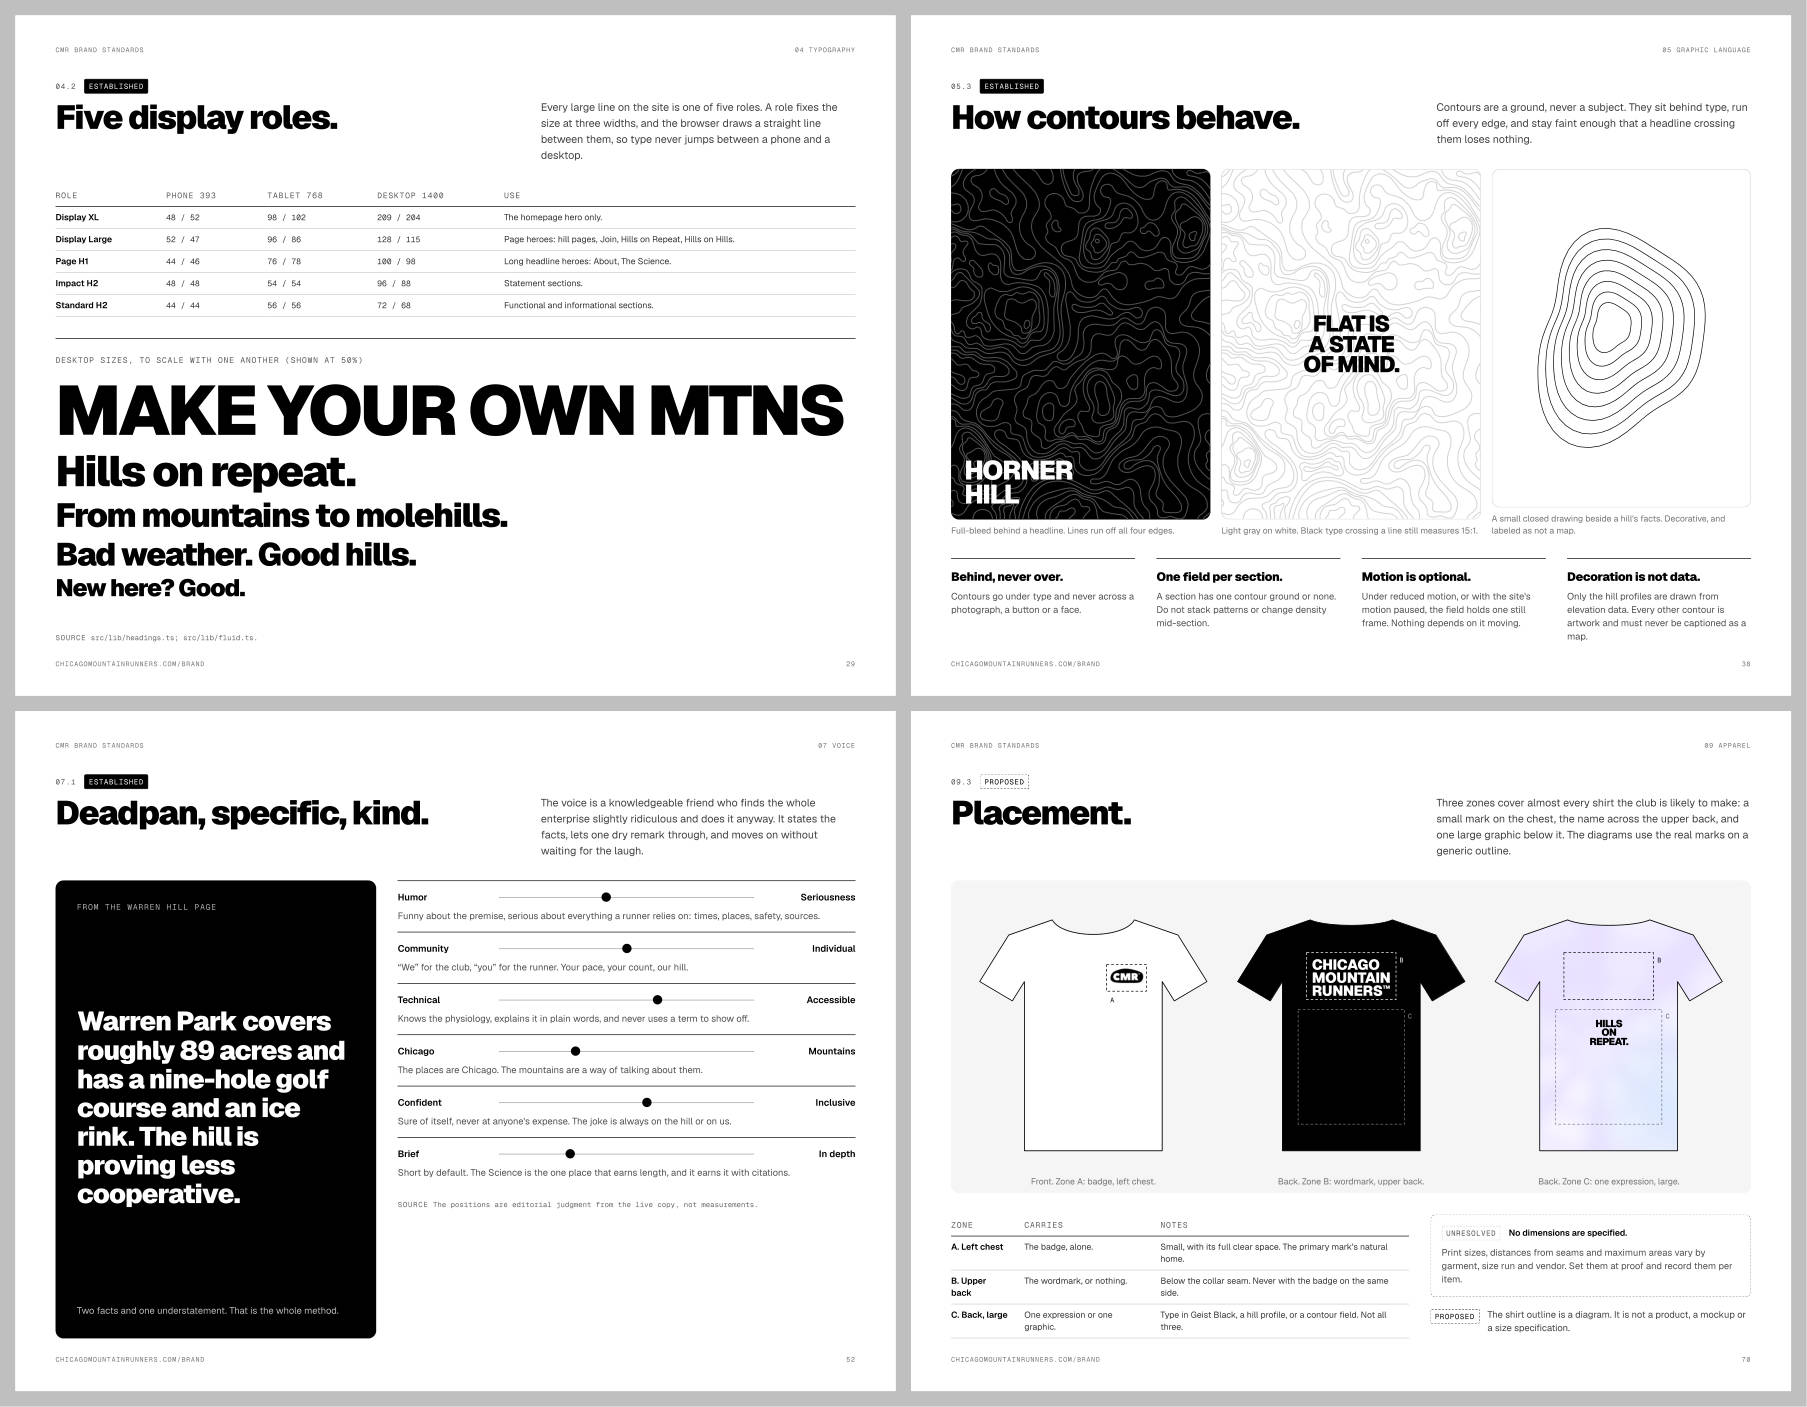 CMR BRAND STANDARDS
04 TYPOGRAPHY
04.2 ESTABLISHED
Five display roles.
Every large line on the site is one of five roles. A role fixes the
size at three widths, and the browser draws a straight line
between them, so type never jumps between a phone and a
desktop.
ROLE PHONE 393 TABLET 768 DESKTOP 1400 USE
Display XL 48 / 52 98 / 102 209 / 204 The homepage hero only.
Display Large 52 / 47 96 / 86 128 / 115 Page heroes: hill pages, Join, Hills on Repeat, Hills on Hills.
Page H1 44 / 46 76 / 78 100 / 98 Long headline heroes: About, The Science.
Impact H2 48 / 48 54 / 54 96 / 88 Statement sections.
Standard H2 44 / 44 56 / 56 72 / 68 Functional and informational sections.
DESKTOP SIZES, TO SCALE WITH ONE ANOTHER (SHOWN AT 50%)
MAKE YOUR OWN MTNS
Hills on repeat.
From mountains to molehills.
Bad weather. Good hills.
New here? Good.
SOURCE src/lib/headings.ts; src/lib/fluid.ts.
CHICAGOMOUNTAINRUNNERS.COM/BRAND
29
CMR BRAND STANDARDS
05 GRAPHIC LANGUAGE
05.3 ESTABLISHED
How contours behave.
Contours are a ground, never a subject. They sit behind type, run
off every edge, and stay faint enough that a headline crossing
them loses nothing.
HORNER
HILL
Full-bleed behind a headline. Lines run off all four edges.
FLAT IS
A STATE
OF MIND.
Light gray on white. Black type crossing a line still measures 15:1.
A small closed drawing beside a hill's facts. Decorative, and
labeled as not a map.
Behind, never over.
Contours go under type and never across a
photograph, a button or a face.
One field per section.
A section has one contour ground or none.
Do not stack patterns or change density
mid-section.
Motion is optional.
Under reduced motion, or with the site's
motion paused, the field holds one still
frame. Nothing depends on it moving.
Decoration is not data.
Only the hill profiles are drawn from
elevation data. Every other contour is
artwork and must never be captioned as a
map.
CHICAGOMOUNTAINRUNNERS.COM/BRAND
38
CMR BRAND STANDARDS
07 VOICE
07.1 ESTABLISHED
Deadpan, specific, kind.
The voice is a knowledgeable friend who finds the whole
enterprise slightly ridiculous and does it anyway. It states the
facts, lets one dry remark through, and moves on without
waiting for the laugh.
FROM THE WARREN HILL PAGE
Warren Park covers
roughly 89 acres and
has a nine-hole golf
course and an ice
rink. The hill is
proving less
cooperative.
Two facts and one understatement. That is the whole method.
Humor Seriousness
Funny about the premise, serious about everything a runner relies on: times, places, safety, sources.
Community Individual
“We” for the club, “you” for the runner. Your pace, your count, our hill.
Technical Accessible
Knows the physiology, explains it in plain words, and never uses a term to show off.
Chicago Mountains
The places are Chicago. The mountains are a way of talking about them.
Confident Inclusive
Sure of itself, never at anyone's expense. The joke is always on the hill or on us.
Brief In depth
Short by default. The Science is the one place that earns length, and it earns it with citations.
SOURCE The positions are editorial judgment from the live copy, not measurements.
CHICAGOMOUNTAINRUNNERS.COM/BRAND
52
CMR BRAND STANDARDS
09 APPAREL
09.3 PROPOSED
Placement.
Three zones cover almost every shirt the club is likely to make: a
small mark on the chest, the name across the upper back, and
one large graphic below it. The diagrams use the real marks on a
generic outline.
CMR
A
Front. Zone A: badge, left chest.
CHICAGO
MOUNTAIN
RUNNERS™
B
C
Back. Zone B: wordmark, upper back.
B
C
HILLS
ON
REPEAT.
Back. Zone C: one expression, large.
ZONE CARRIES NOTES
A. Left chest The badge, alone. Small, with its full clear space. The primary mark's natural
home.
B. Upper
back The wordmark, or nothing. Below the collar seam. Never with the badge on the same
side.
C. Back, large One expression or one
graphic. Type in Geist Black, a hill profile, or a contour field. Not all
three.
UNRESOLVED No dimensions are specified.
Print sizes, distances from seams and maximum areas vary by
garment, size run and vendor. Set them at proof and record them per
item.
PROPOSED The shirt outline is a diagram. It is not a product, a mockup or
a size specification.
CHICAGOMOUNTAINRUNNERS.COM/BRAND
70